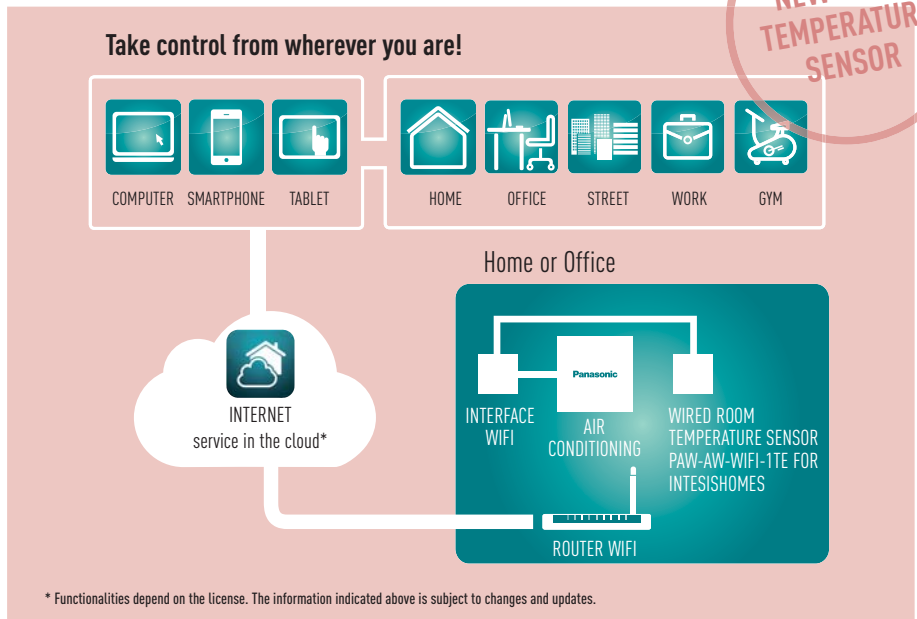 NEW
TEMPERATUR
SENSOR
Take control from wherever you are!
COMPUTER SMARTPHONE TABLET
HOME OFFICE STREET WORK GYM
Home or Office
Panasonic
INTERFACE
WIFI
AIR
CONDITIONING
WIRED ROOM
TEMPERATURE SENSOR
PAW-AW-WIFI-1TE FOR
INTESISHOMES
INTERNET
service in the cloud*
ROUTER WIFI
* Functionalities depend on the license. The information indicated above is subject to changes and updates.